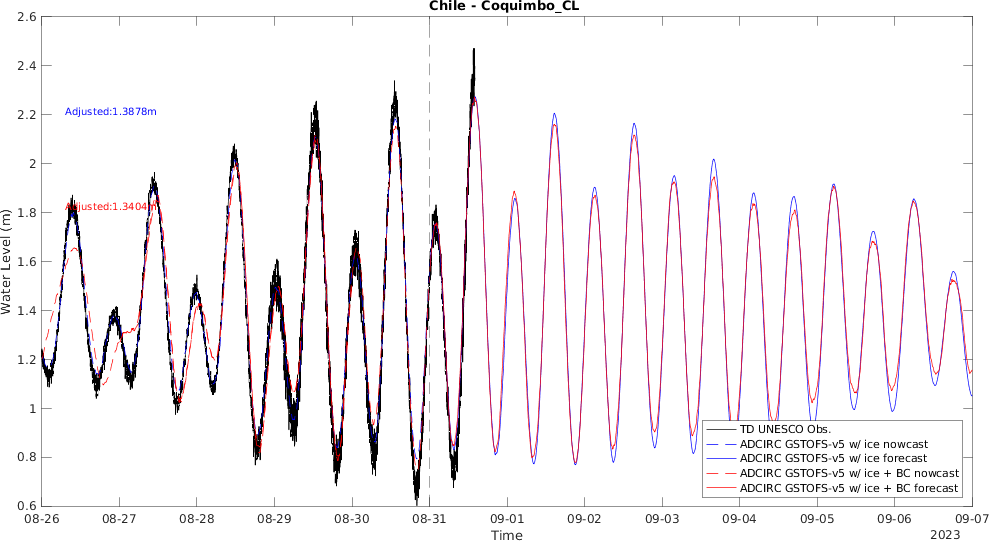 Chile - Coquimbo_CL
Water Level (m)
2.6
2.4
2.2
2
1.8
1.6
1.4
1.2
1
0.8
0.6
Adjusted:1.3878m
Adjusted:1.3404m
TD UNESCO Obs.
ADCIRC GSTOFS-v5 w/ ice nowcast
ADCIRC GSTOFS-v5 w/ ice forecast
ADCIRC GSTOFS-v5 w/ ice + BC nowcast
ADCIRC GSTOFS-v5 w/ ice + BC forecast
08-26 08-27 08-28 08-29 08-30 08-31 09-01 09-02 09-03 09-04 09-05 09-06 09-07
Time
2023